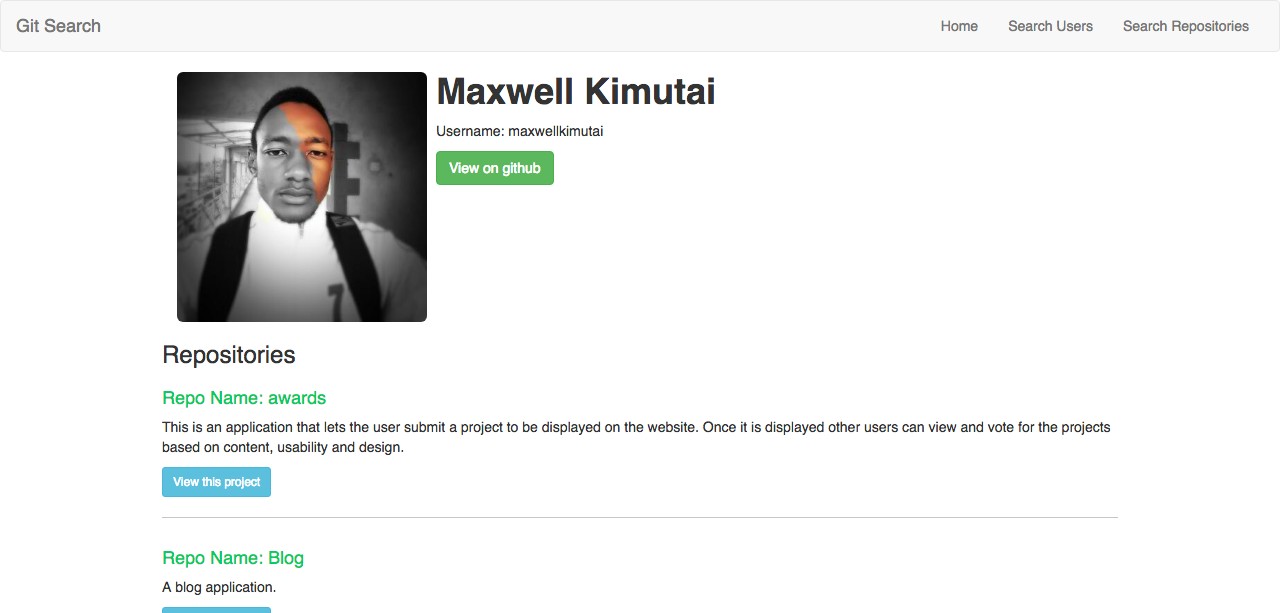 Git Search
Home
Search Users
Search Repositories
Maxwell Kimutai
Username: maxwellkimutai
View on github
7
Repositories
Repo Name: awards
This is an application that lets the user submit a project to be displayed on the website. Once it is displayed other users can view and vote for the projects
based on content, usability and design.
View this project
Repo Name: Blog
A blog application.